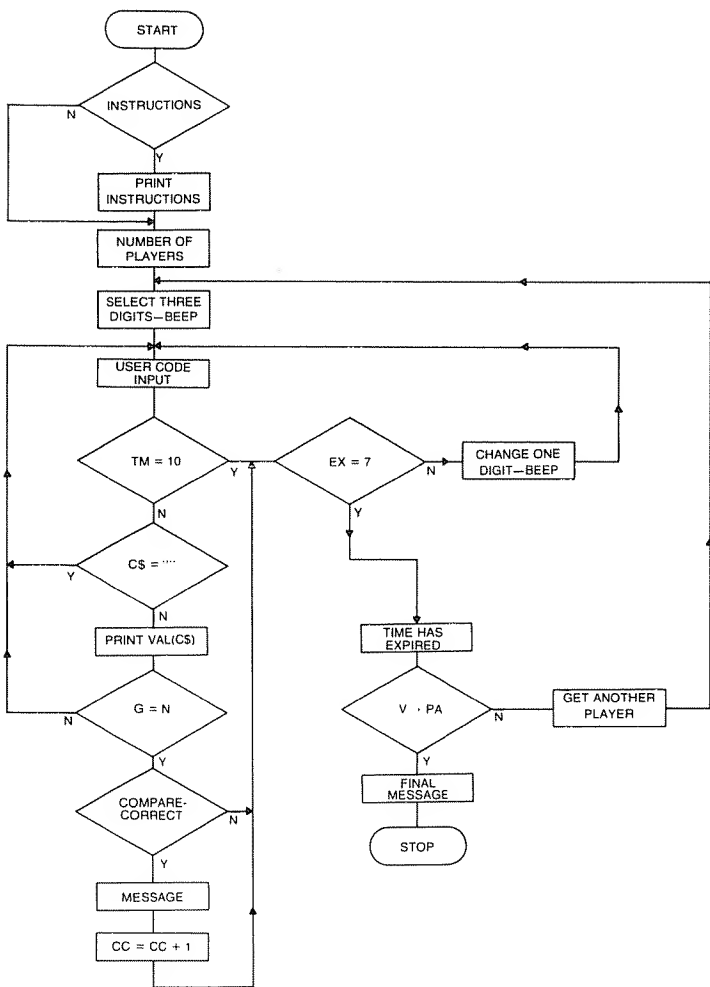 START
INSTRUCTIONS
N
Y
PRINT
INSTRUCTIONS
NUMBER OF
PLAYERS
SELECT THREE
DIGITS—BEEP
USER CODE
INPUT
TM = 10
Y
N
EX = 7
N
Y
CHANGE ONE
DIGIT—BEEP
C$ = ""
Y
N
PRINT VAL(C$)
TIME HAS
EXPIRED
G = N
N
Y
V > PA
N
Y
GET ANOTHER
PLAYER
COMPARE-
CORRECT
N
Y
FINAL
MESSAGE
STOP
MESSAGE
CC = CC + 1